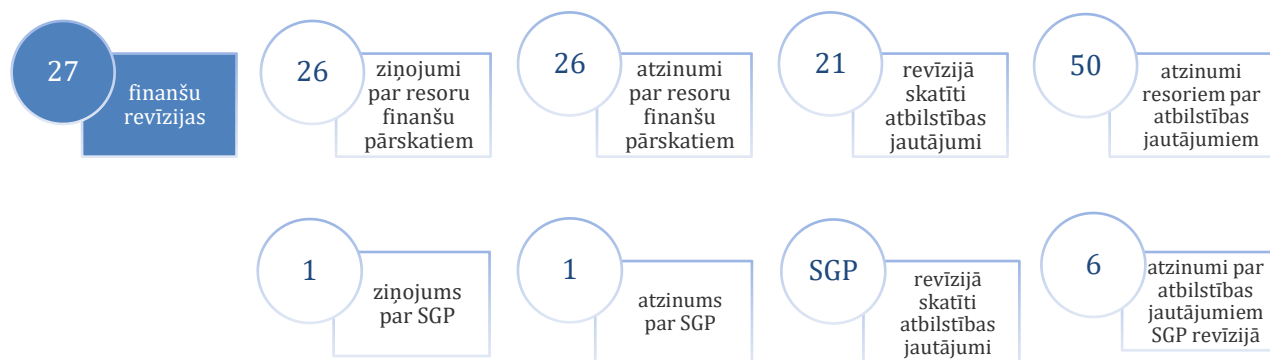 27
finanšu
revīzijas
26
ziņojumi
par resoru
finanšu
pārskatiem
26
atzinumi
par resoru
finanšu
pārskatiem
21
revīzijā
skatīti
atbilstības
jautājumi
50
atzinumi
resoriem par
atbilstības
jautājumiem
1
ziņojums
par SGP
1
atzinums
par SGP
SGP
revīzijā
skatīti
atbilstības
jautājumi
6
atzinumi par
atbilstības
jautājumiem
SGP revīzijā